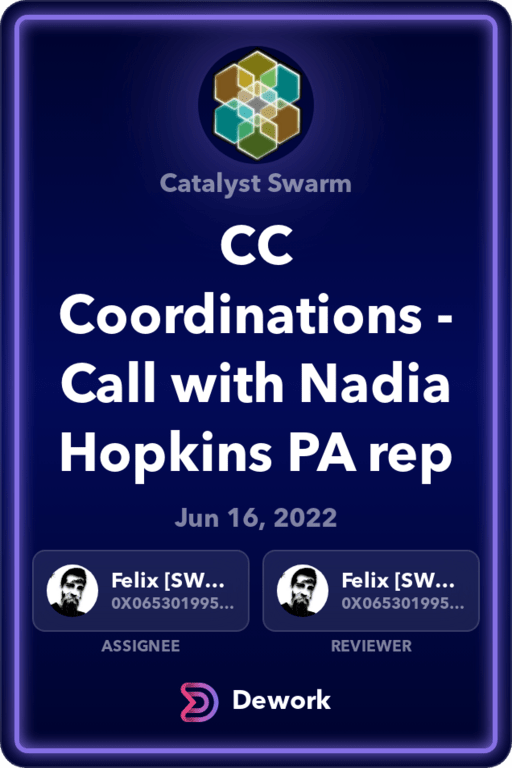 Catalyst Swarm
CC
Coordinations -
Call with Nadia
Hopkins PA rep
Jun 16, 2022
Felix [SW...
0X065301995...
Felix [SW...
0X065301995...
ASSIGNEE
REVIEWER
Dework